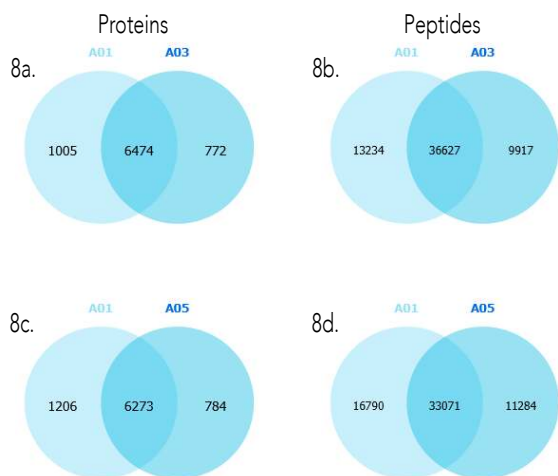 Proteins
Peptides
8a.
A01 A03
1005 6474 772
8b.
A01 A03
13234 36627 9917
8c.
A01 A05
1206 6273 784
8d.
A01 A05
16790 33071 11284